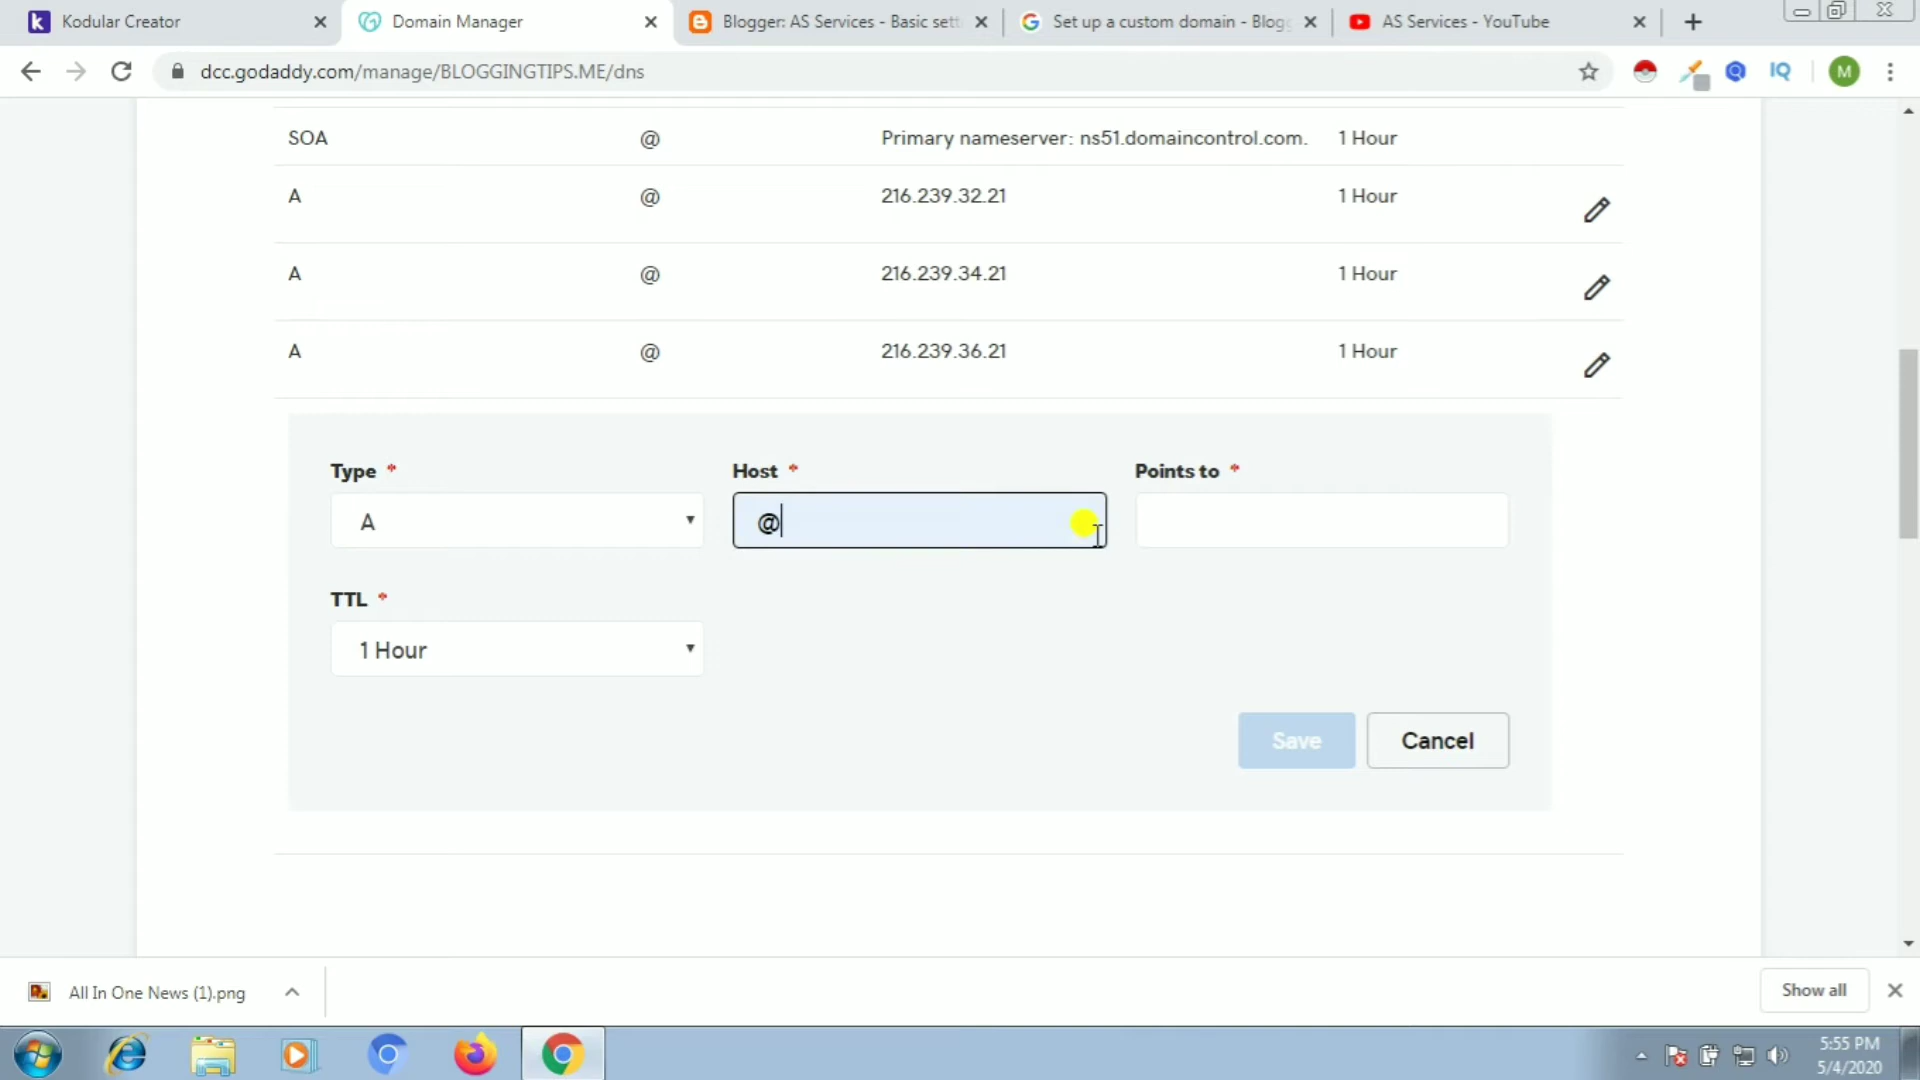 Kodular Creator
Domain Manager
Blogger: AS Services - Basic sett
Set up a custom domain - Blogg
AS Services - YouTube
dcc.godaddy.com/manage/BLOGGINGTIPS.ME/dns
IQ
M
SOA @ Primary nameserver: ns51.domaincontrol.com. 1 Hour
A @ 216.239.32.21 1 Hour
A @ 216.239.34.21 1 Hour
A @ 216.239.36.21 1 Hour
Type * Host * Points to *
A @
TTL *
1 Hour
Save Cancel
All In One News (1).png
Show all
5:55 PM
5/4/2020